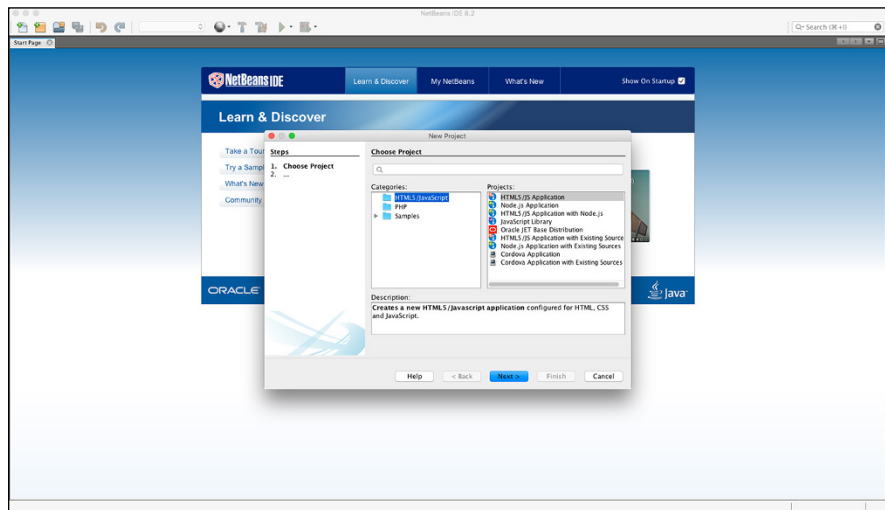 NetBeans IDE 8.2
Search (⌘+I)
Start Page
NetBeans IDE
Learn & Discover
My NetBeans
What's New
Show On Startup
Learn & Discover
Take a Tour
Try a Sampl
What's New
Community
ORACLE
Java
New Project
Steps
1. Choose Project
2. ...
Choose Project
Categories:
HTML5/JavaScript
PHP
Samples
Projects:
HTML5/JS Application
Node.js Application
HTML5/JS Application with Node.js
JavaScript Library
Oracle JET Base Distribution
HTML5/JS Application with Existing Source
Node.js Application with Existing Sources
Cordova Application
Cordova Application with Existing Sources
Description:
Creates a new HTML5/Javascript application configured for HTML, CSS
and JavaScript.
Help
< Back
Next >
Finish
Cancel